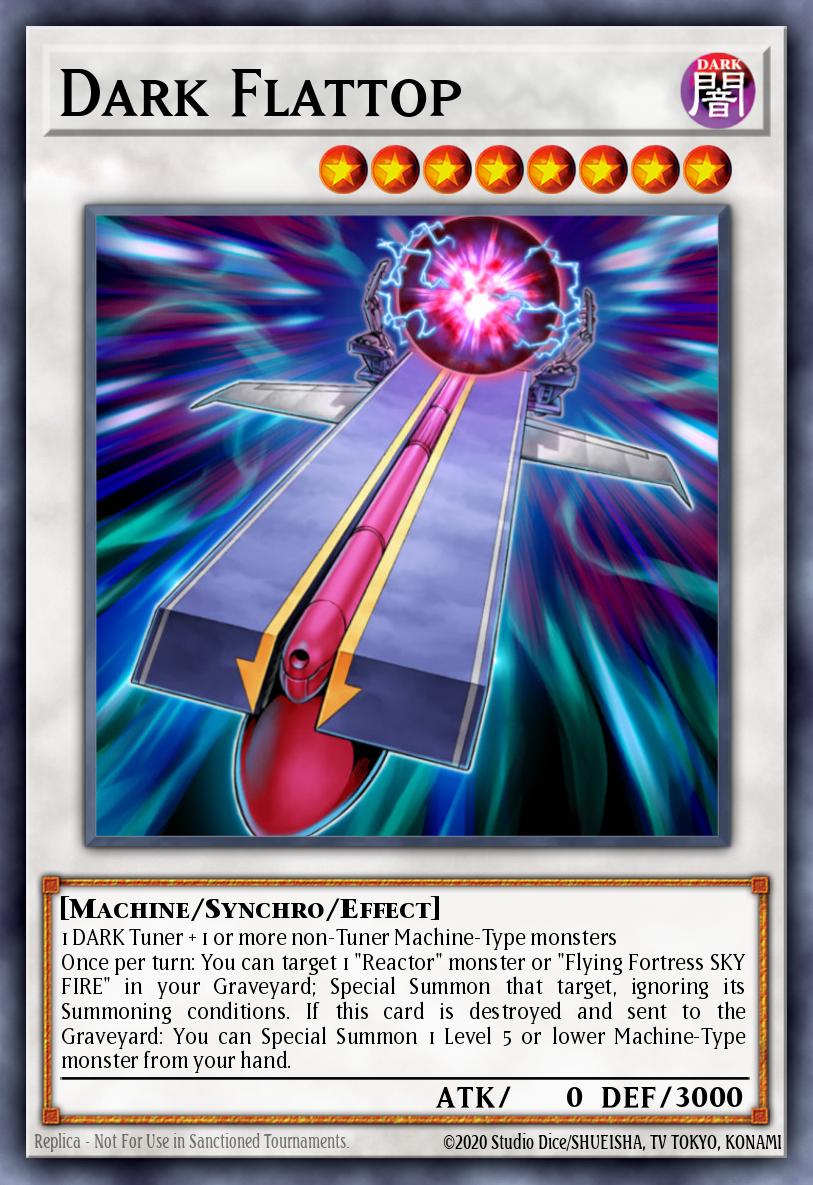 Dark Flattop
DARK
闇
[Machine/Synchro/Effect]
1 DARK Tuner + 1 or more non-Tuner Machine-Type monsters
Once per turn: You can target 1 "Reactor" monster or "Flying Fortress SKY
FIRE" in your Graveyard; Special Summon that target, ignoring its
Summoning conditions. If this card is destroyed and sent to the
Graveyard: You can Special Summon 1 Level 5 or lower Machine-Type
monster from your hand.
ATK/ 0 DEF/3000
Replica - Not For Use in Sanctioned Tournaments.
©2020 Studio Dice/SHUEISHA, TV TOKYO, KONAMI